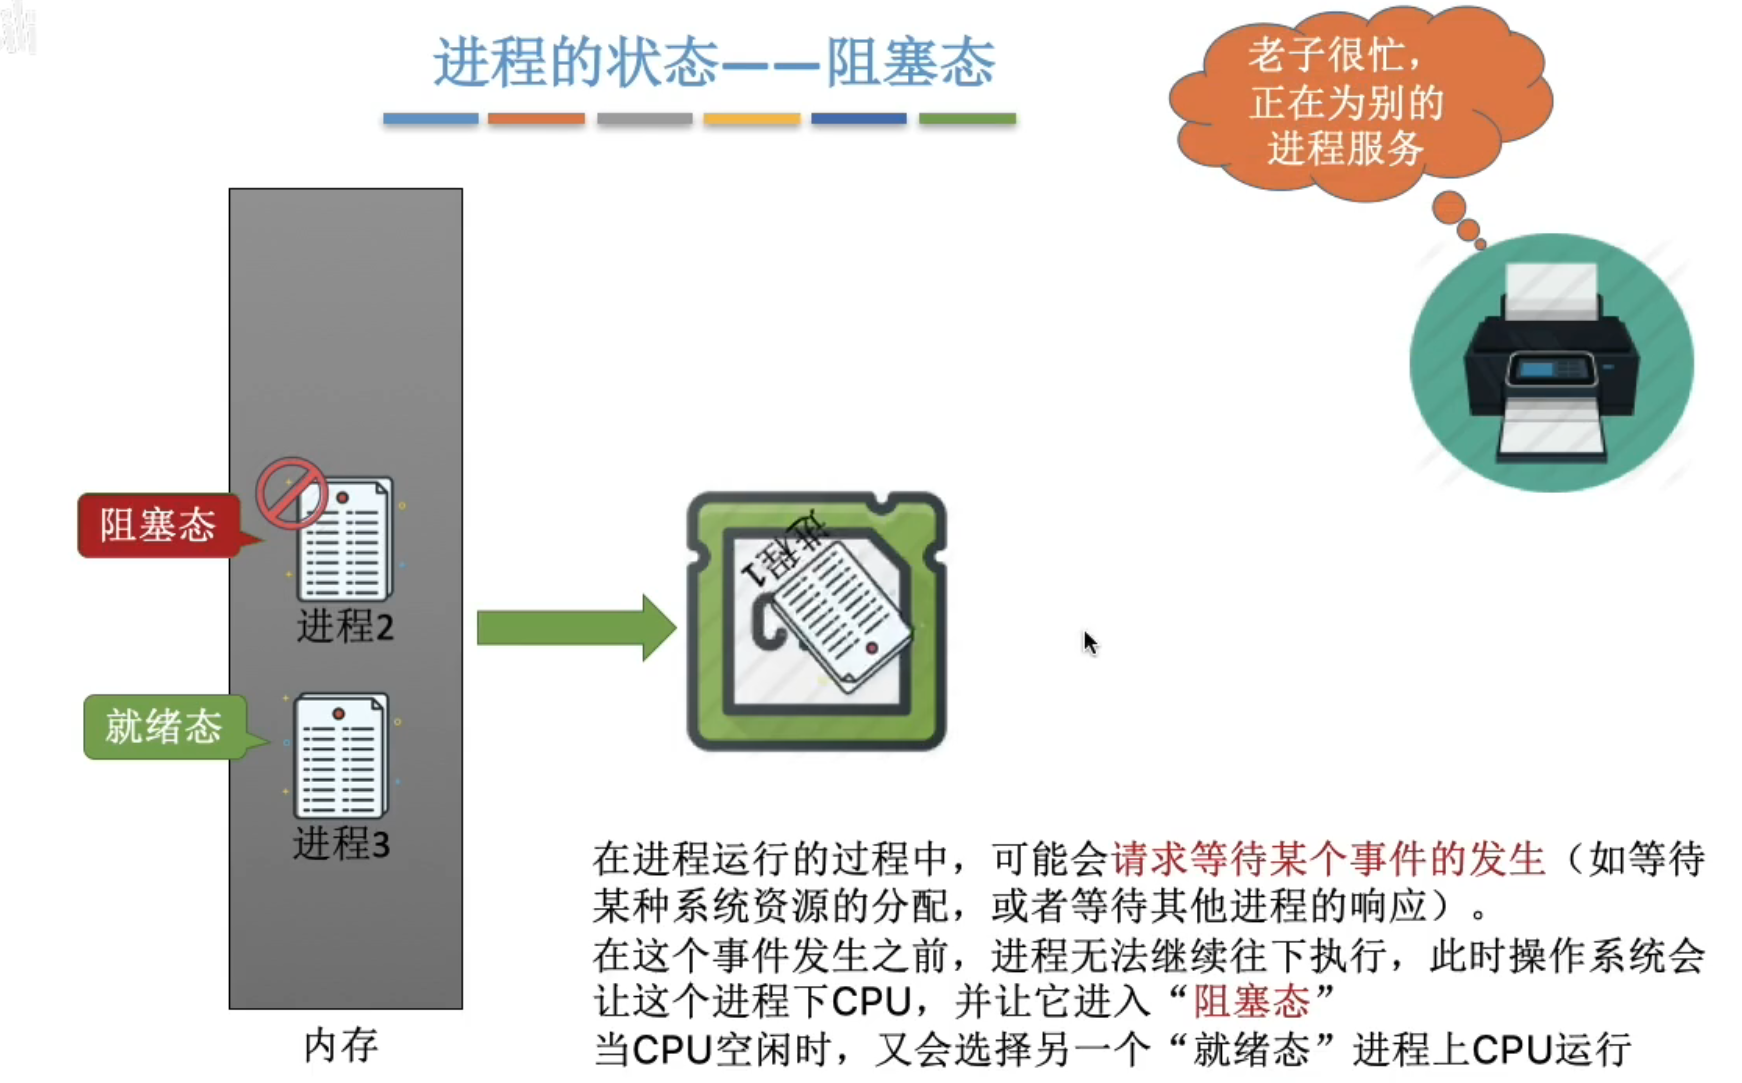 进程的状态——阻塞态
老子很忙，
正在为别的
进程服务
阻塞态
进程2
就绪态
进程3
内存
进程1
在进程运行的过程中，可能会请求等待某个事件的发生（如等待
某种系统资源的分配，或者等待其他进程的响应）。
在这个事件发生之前，进程无法继续往下执行，此时操作系统会
让这个进程下CPU，并让它进入“阻塞态”
当CPU空闲时，又会选择另一个“就绪态”进程上CPU运行